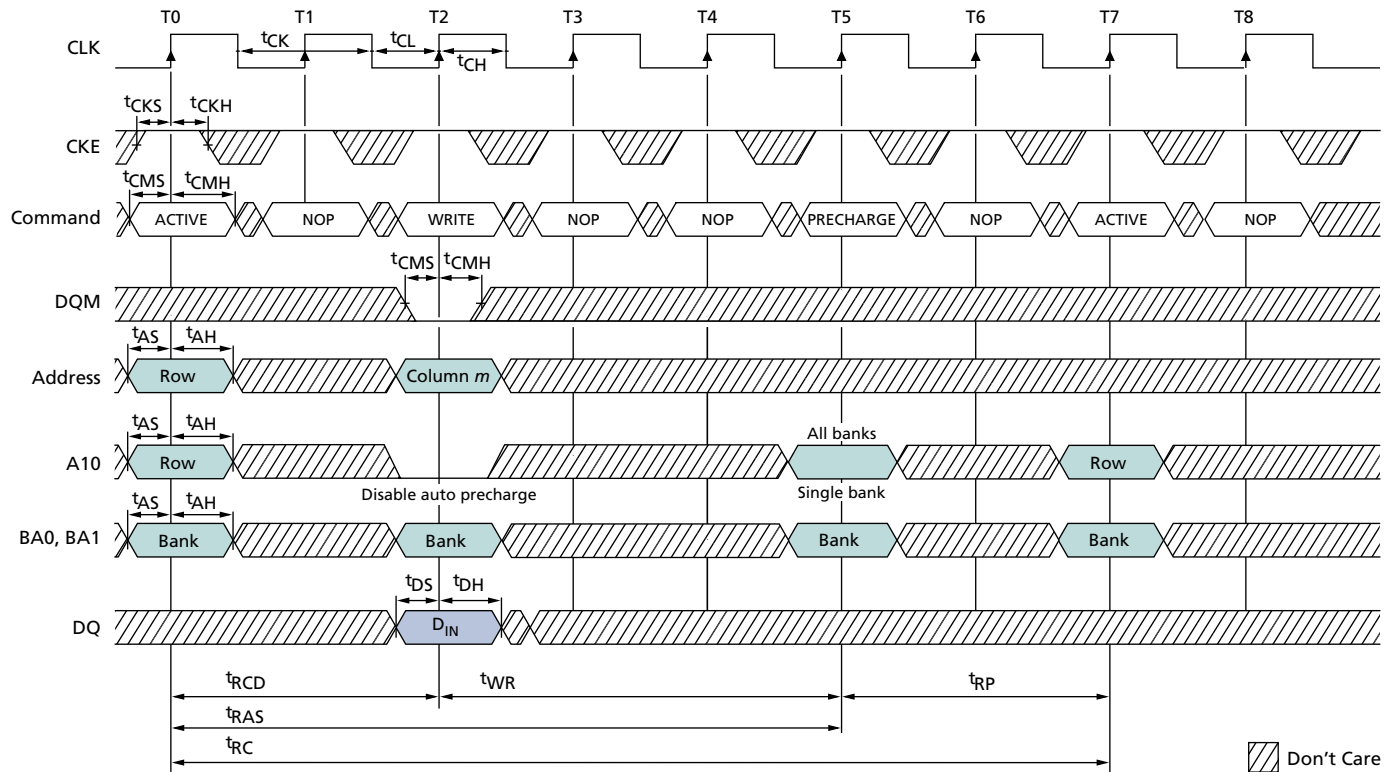 T0 T1 T2 T3 T4 T5 T6 T7 T8
CLK
tCK tCL
tCH
tCKS tCKH
CKE
tCMS tCMH
Command ACTIVE NOP WRITE NOP NOP PRECHARGE NOP ACTIVE NOP
tCMS tCMH
DQM
tAS tAH
Address Row Column m
tAS tAH All banks
A10 Row Row
Disable auto precharge Single bank
tAS tAH
BA0, BA1 Bank Bank Bank Bank
tDS tDH
DQ DIN
tRCD tWR tRP
tRAS
tRC
Don't Care